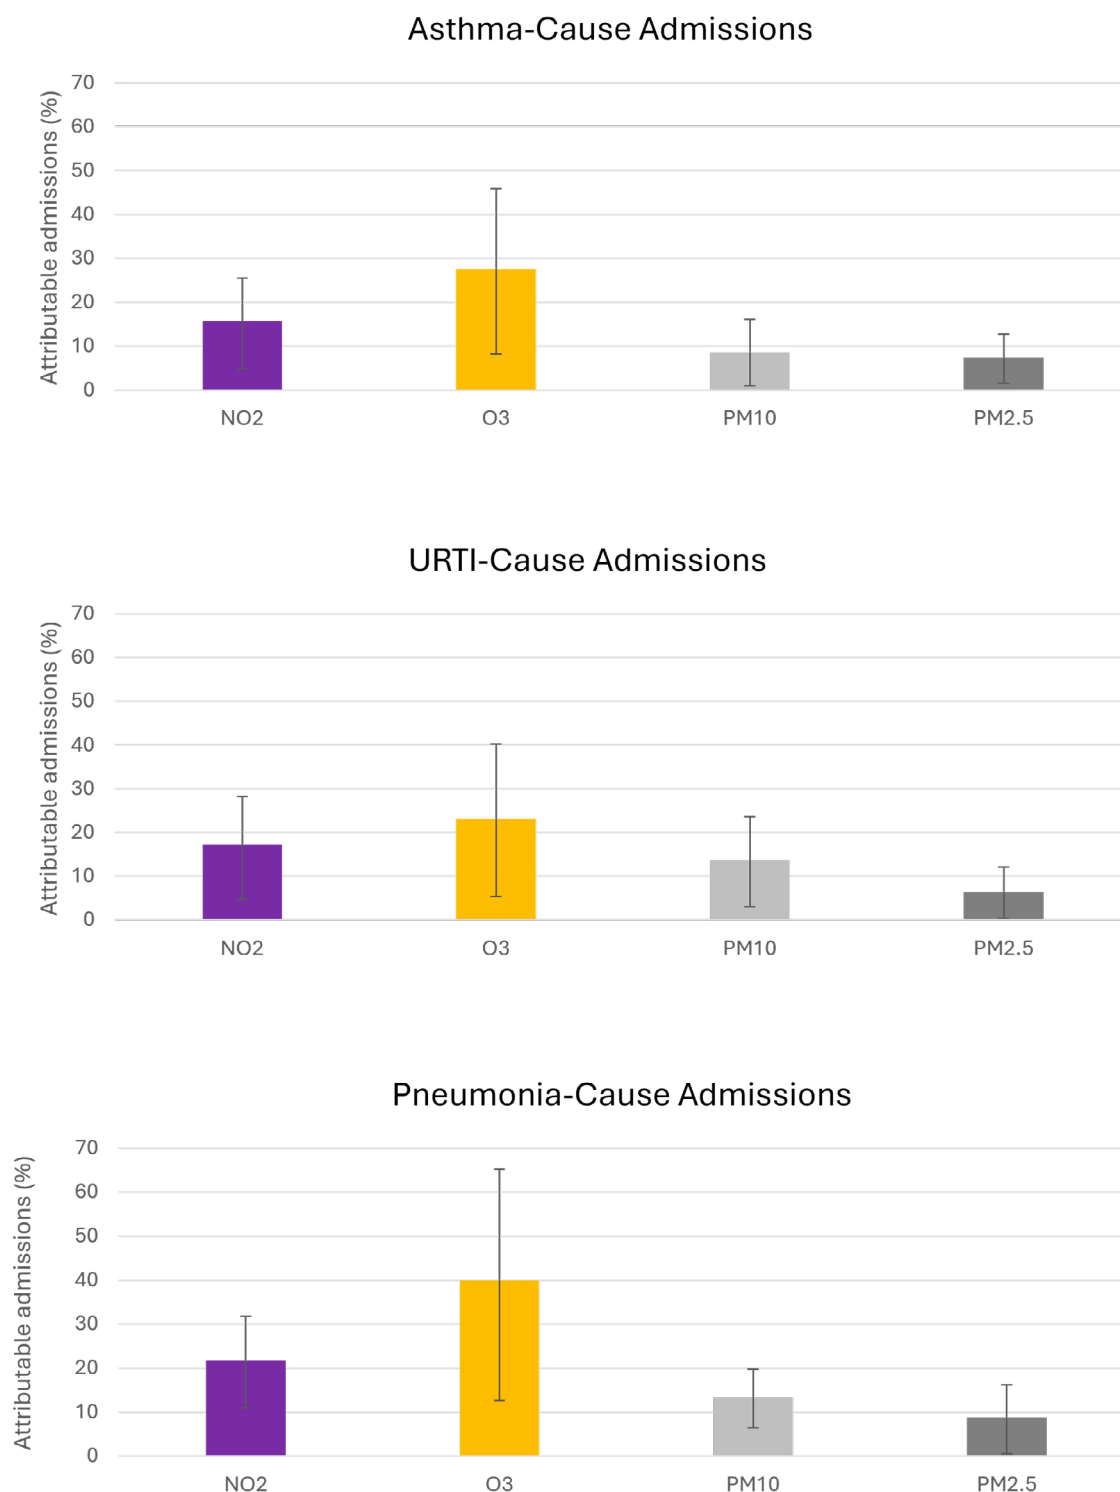 Asthma-Cause Admissions
Attributable admissions (%)
70
60
50
40
30
20
10
0
NO2 O3 PM10 PM2.5
URTI-Cause Admissions
Attributable admissions (%)
70
60
50
40
30
20
10
0
NO2 O3 PM10 PM2.5
Pneumonia-Cause Admissions
Attributable admissions (%)
70
60
50
40
30
20
10
0
NO2 O3 PM10 PM2.5